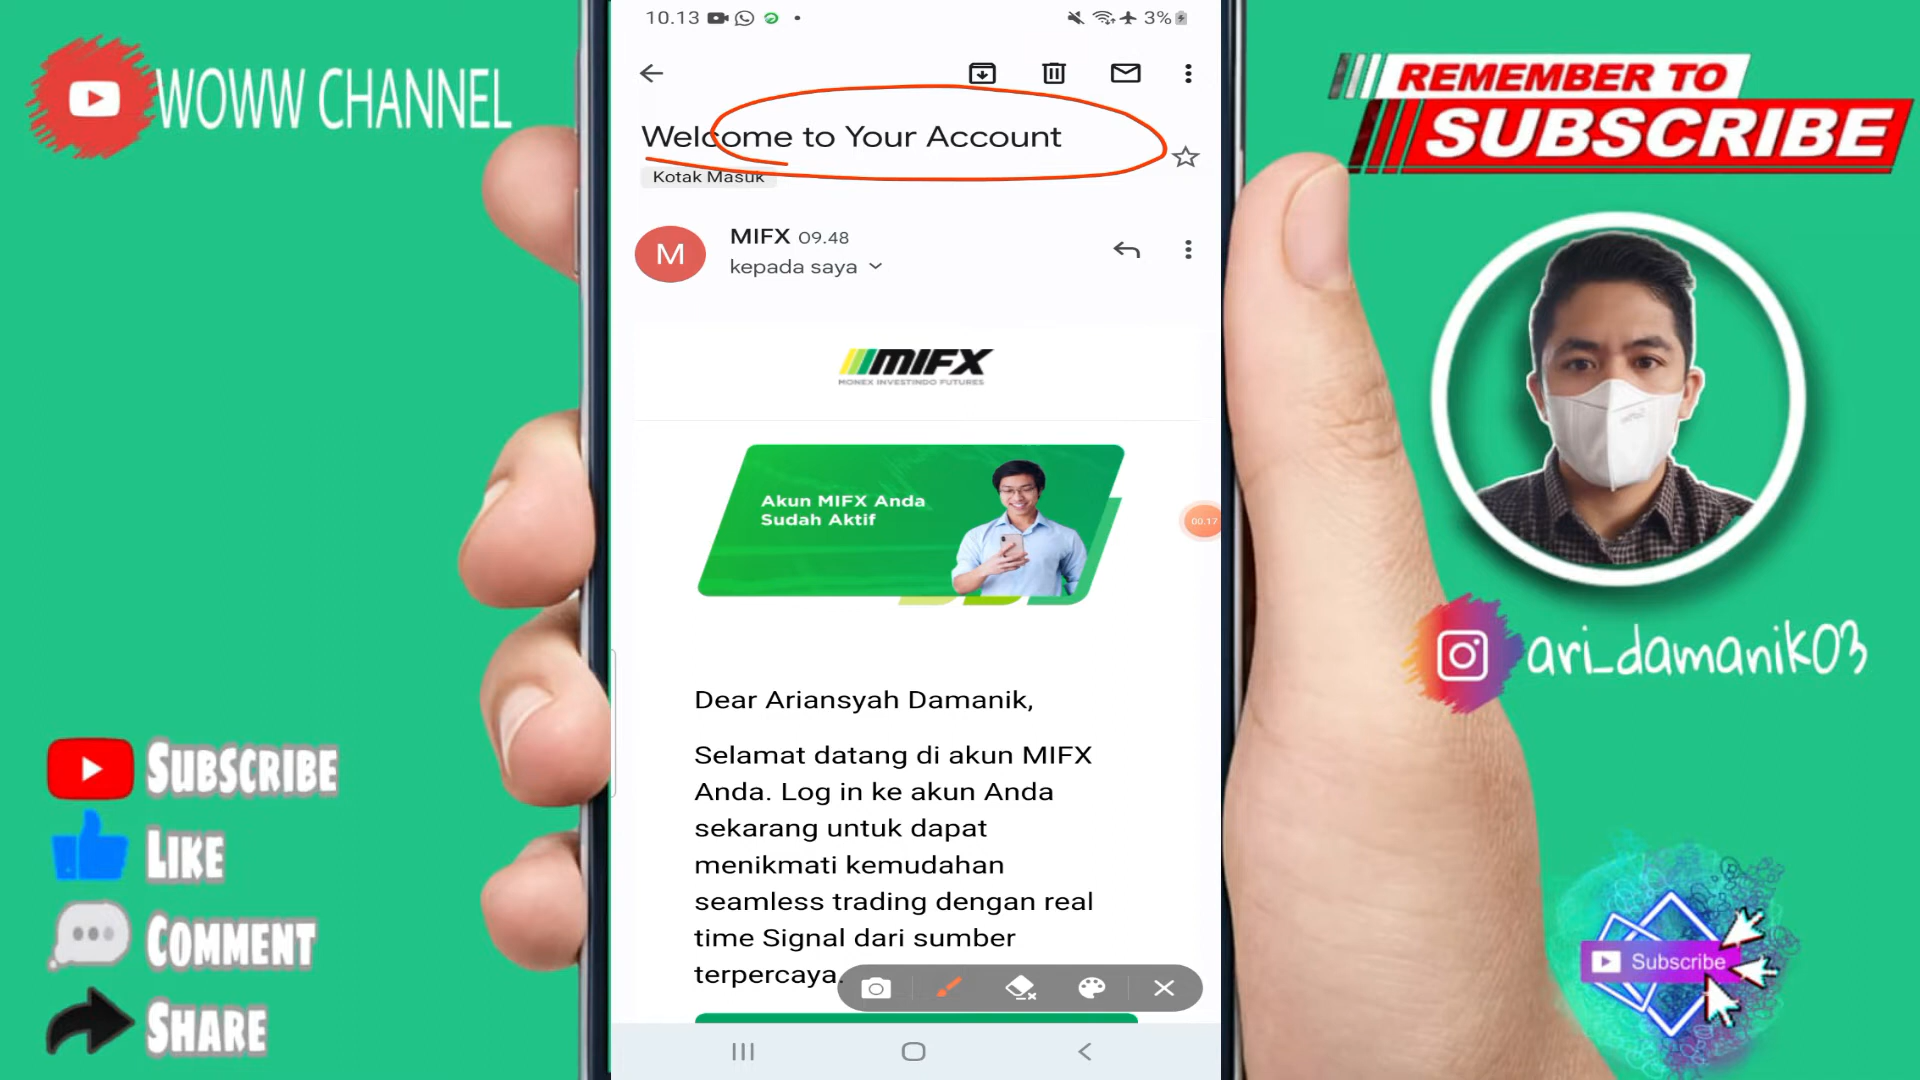 WOWW CHANNEL
10.13
3%
REMEMBER TO
SUBSCRIBE
Welcome to Your Account
Kotak Masuk
M
MIFX 09.48
kepada saya
MIFX
MONEX INVESTINDO FUTURES
Akun MIFX Anda
Sudah Aktif
00.17
ari_damanik03
Dear Ariansyah Damanik,
Selamat datang di akun MIFX
Anda. Log in ke akun Anda
sekarang untuk dapat
menikmati kemudahan
seamless trading dengan real
time Signal dari sumber
terpercaya.
SUBSCRIBE
LIKE
COMMENT
SHARE
Subscribe